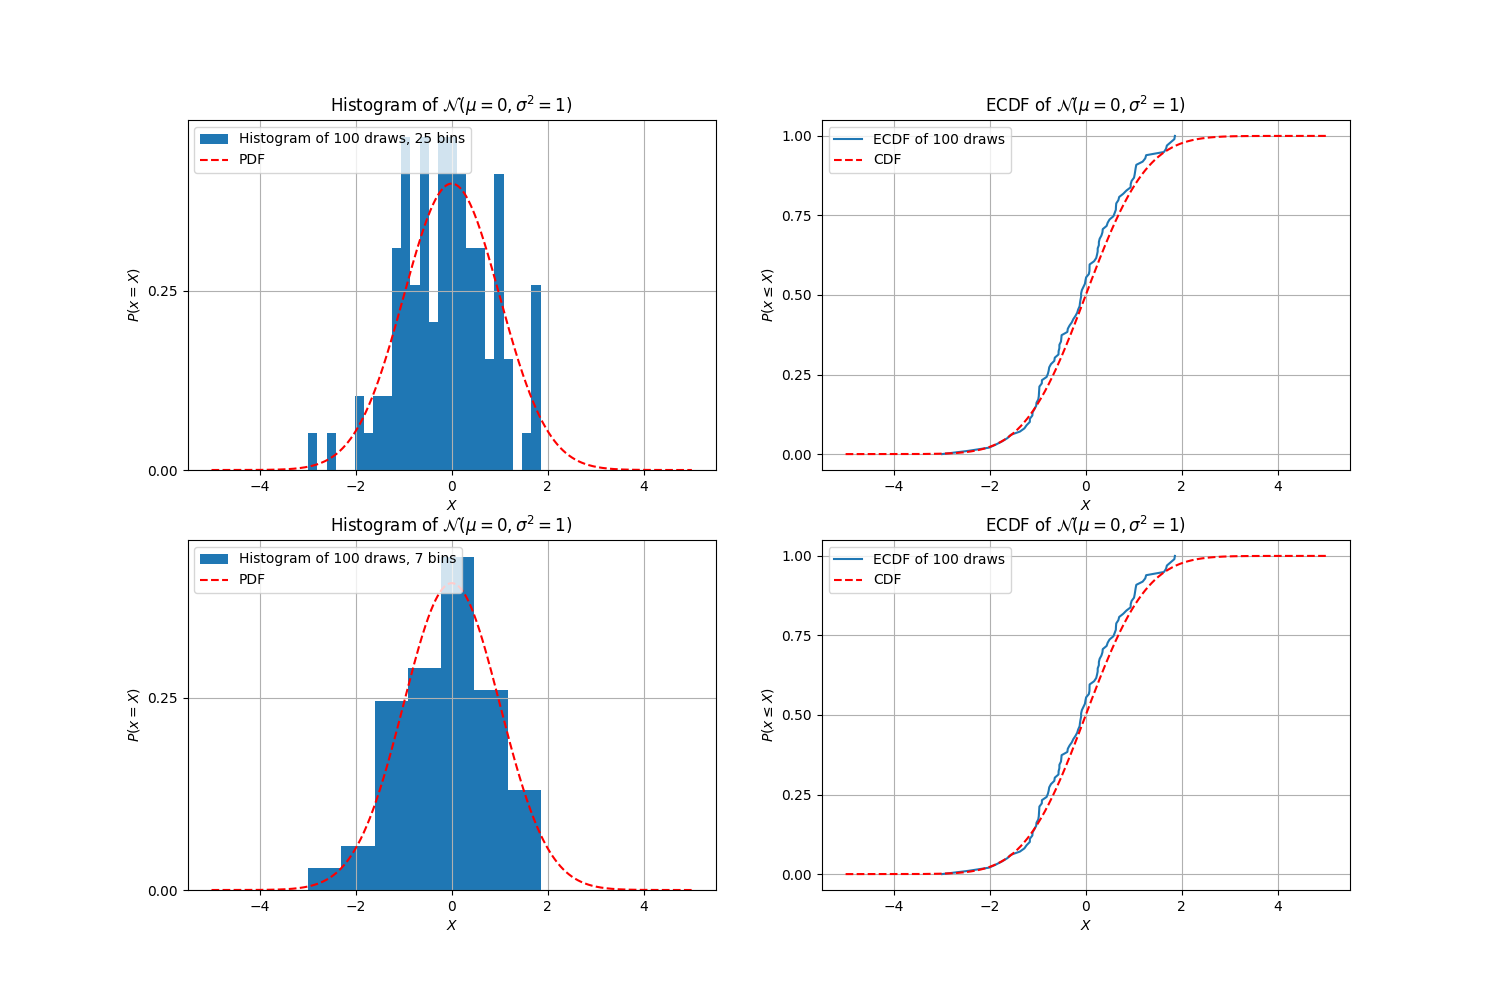 Histogram of 𝒩(μ = 0, σ² = 1)
Histogram of 100 draws, 25 bins
PDF
P(x = X)
0.25
0.00
−4 −2 0 2 4
X
ECDF of 𝒩(μ = 0, σ² = 1)
ECDF of 100 draws
CDF
P(x ≤ X)
1.00
0.75
0.50
0.25
0.00
−4 −2 0 2 4
X
Histogram of 𝒩(μ = 0, σ² = 1)
Histogram of 100 draws, 7 bins
PDF
P(x = X)
0.25
0.00
−4 −2 0 2 4
X
ECDF of 𝒩(μ = 0, σ² = 1)
ECDF of 100 draws
CDF
P(x ≤ X)
1.00
0.75
0.50
0.25
0.00
−4 −2 0 2 4
X